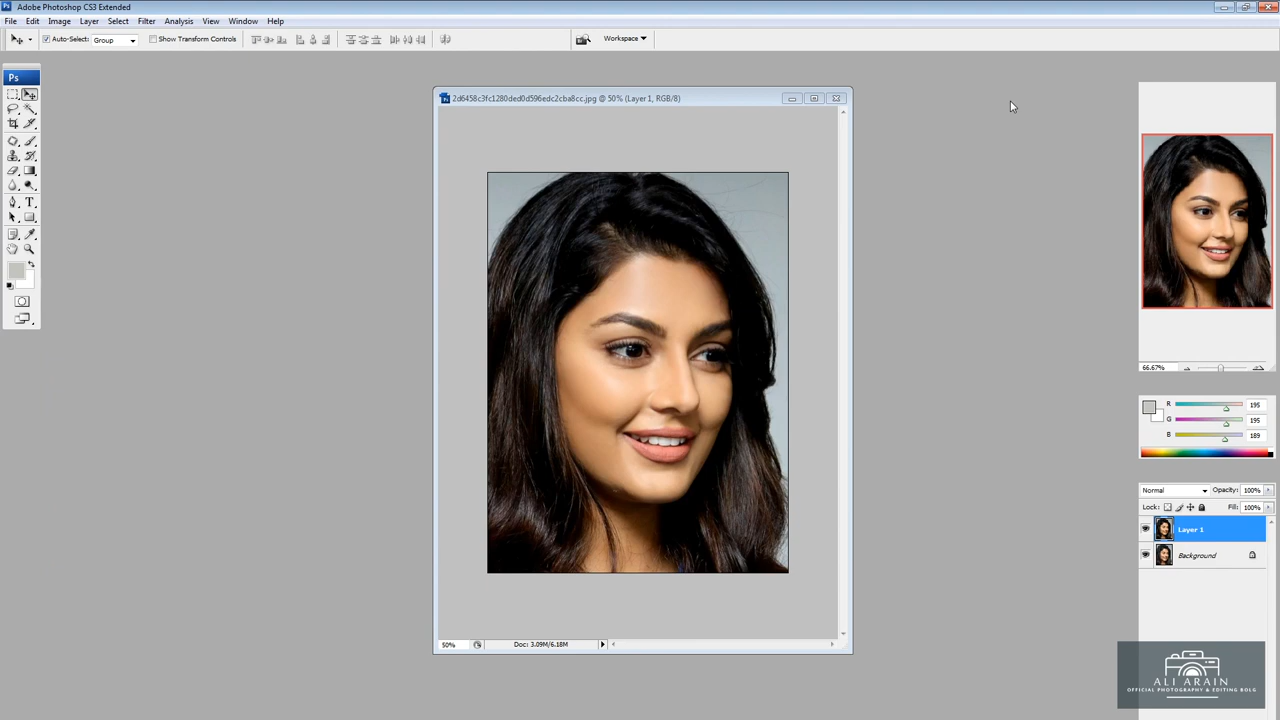 Adobe Photoshop CS3 Extended
File Edit Image Layer Select Filter Analysis View Window Help
Auto-Select: Group Show Transform Controls Workspace
Ps
2d6458c3fc1280ded0d596edc2cba8cc.jpg @ 50% (Layer 1, RGB/8)
T
66.67%
R 195
G 195
B 189
Normal Opacity: 100%
Lock: Fill: 100%
Layer 1
Background
50% Doc: 3.09M/6.18M
ALI ARAIN
OFFICIAL PHOTOGRAPHY & EDITING BOLG